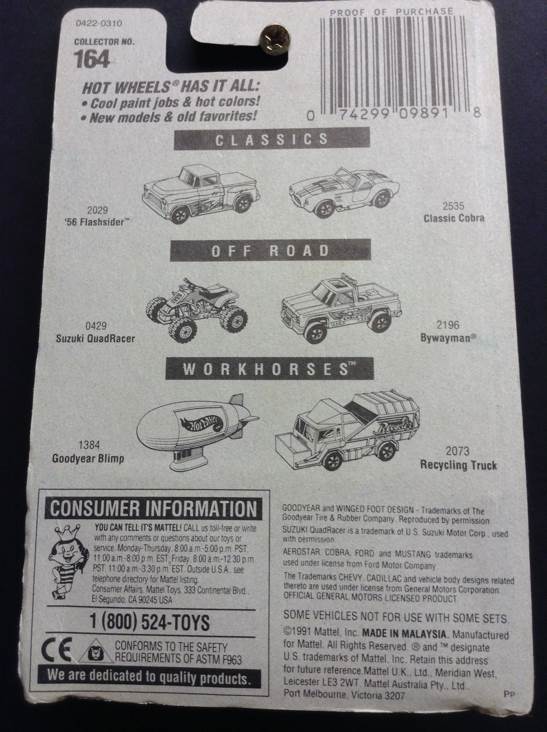 0422-0310
PROOF OF PURCHASE
COLLECTOR NO.
164
HOT WHEELS® HAS IT ALL:
• Cool paint jobs & hot colors!
• New models & old favorites!
0 74299 09891 8
CLASSICS
2029
'56 Flashsider™
2535
Classic Cobra
OFF ROAD
0429
Suzuki QuadRacer
2196
Bywayman®
WORKHORSES™
Hot Wheels
1384
Goodyear Blimp
2073
Recycling Truck
CONSUMER INFORMATION
YOU CAN TELL IT'S MATTEL! CALL us toll-free or write
with any comments or questions about our toys or
service. Monday-Thursday, 8:00 a.m.-5:00 p.m. PST,
11:00 a.m.-8:00 p.m. EST, Friday, 8:00 a.m.-12:30 p.m.
PST, 11:00 a.m.-3:30 p.m. EST. Outside U.S.A. see
telephone directory for Mattel listing.
Consumer Affairs, Mattel Toys, 333 Continental Blvd.,
El Segundo, CA 90245 USA
1 (800) 524-TOYS
CE
CONFORMS TO THE SAFETY
REQUIREMENTS OF ASTM F963
We are dedicated to quality products.
GOODYEAR and WINGED FOOT DESIGN - Trademarks of The
Goodyear Tire & Rubber Company. Reproduced by permission
SUZUKI QuadRacer is a trademark of U.S. Suzuki Motor Corp., used
with permission.
AEROSTAR, COBRA, FORD and MUSTANG trademarks
used under license from Ford Motor Company
The Trademarks CHEVY, CADILLAC and vehicle body designs related
thereto are used under license from General Motors Corporation.
OFFICIAL GENERAL MOTORS LICENSED PRODUCT.
SOME VEHICLES NOT FOR USE WITH SOME SETS.
©1991 Mattel, Inc. MADE IN MALAYSIA. Manufactured
for Mattel. All Rights Reserved. ® and ™ designate
U.S. trademarks of Mattel, Inc. Retain this address
for future reference Mattel U.K., Ltd., Meridian West,
Leicester LE3 2WT. Mattel Australia Pty., Ltd.,
Port Melbourne, Victoria 3207
PP